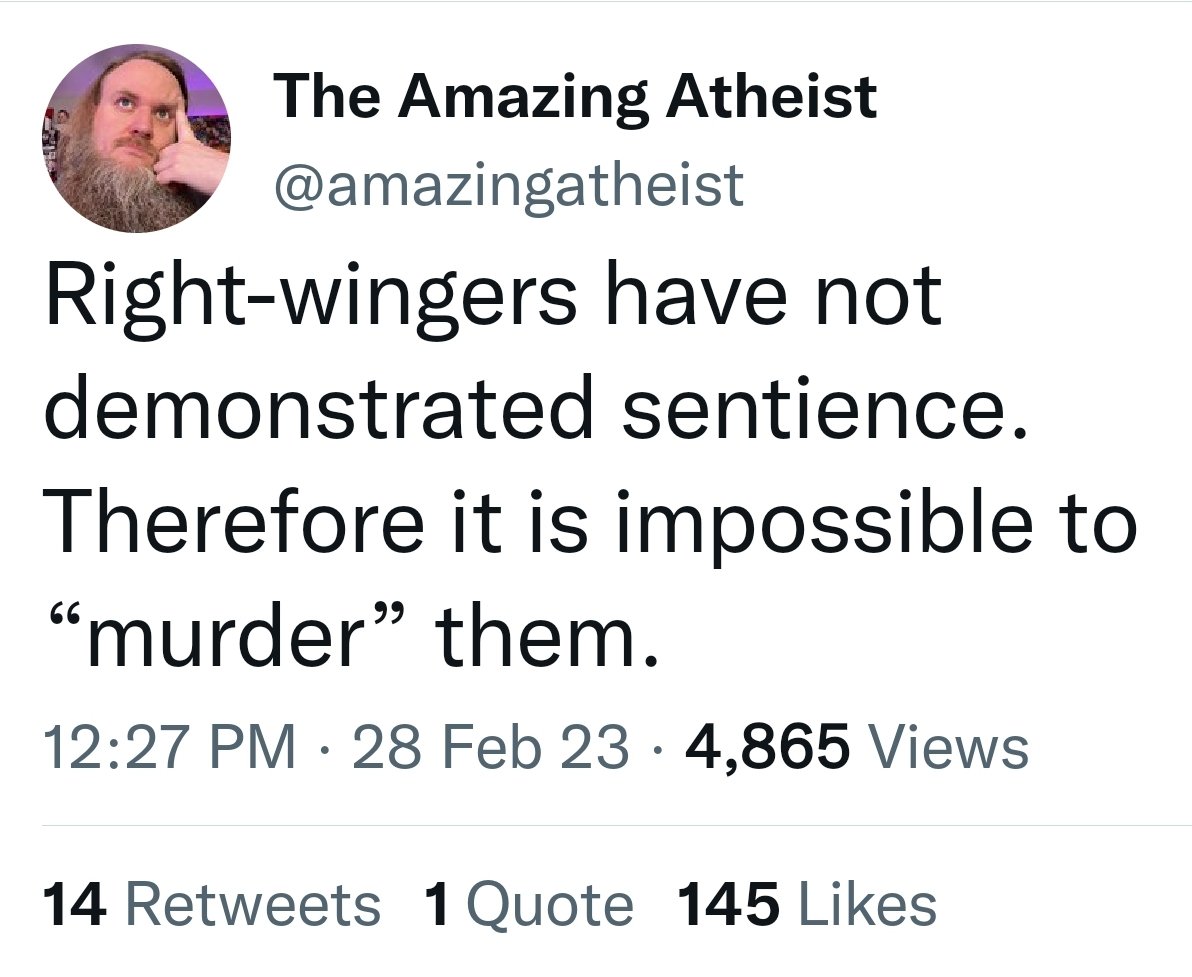 The Amazing Atheist
@amazingatheist
Right-wingers have not
demonstrated sentience.
Therefore it is impossible to
“murder” them.
12:27 PM · 28 Feb 23 · 4,865 Views
14 Retweets 1 Quote 145 Likes